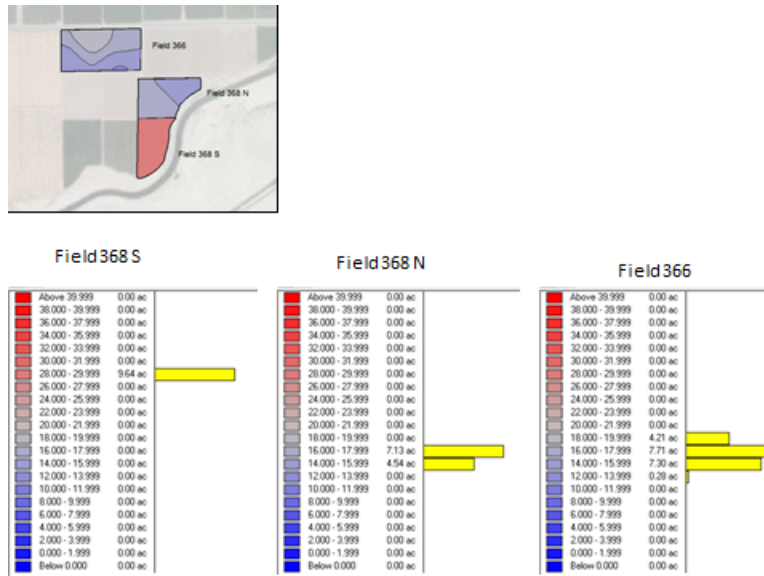 Field 366
Field 368 N
Field 368 S
Field 368 S
Above 39.999 0.00 ac
38.000 - 39.999 0.00 ac
36.000 - 37.999 0.00 ac
34.000 - 35.999 0.00 ac
32.000 - 33.999 0.00 ac
30.000 - 31.999 0.00 ac
28.000 - 29.999 9.64 ac
26.000 - 27.999 0.00 ac
24.000 - 25.999 0.00 ac
22.000 - 23.999 0.00 ac
20.000 - 21.999 0.00 ac
18.000 - 19.999 0.00 ac
16.000 - 17.999 0.00 ac
14.000 - 15.999 0.00 ac
12.000 - 13.999 0.00 ac
10.000 - 11.999 0.00 ac
8.000 - 9.999 0.00 ac
6.000 - 7.999 0.00 ac
4.000 - 5.999 0.00 ac
2.000 - 3.999 0.00 ac
0.000 - 1.999 0.00 ac
Below 0.000 0.00 ac
Field 368 N
Above 39.999 0.00 ac
38.000 - 39.999 0.00 ac
36.000 - 37.999 0.00 ac
34.000 - 35.999 0.00 ac
32.000 - 33.999 0.00 ac
30.000 - 31.999 0.00 ac
28.000 - 29.999 0.00 ac
26.000 - 27.999 0.00 ac
24.000 - 25.999 0.00 ac
22.000 - 23.999 0.00 ac
20.000 - 21.999 0.00 ac
18.000 - 19.999 0.00 ac
16.000 - 17.999 7.13 ac
14.000 - 15.999 4.54 ac
12.000 - 13.999 0.00 ac
10.000 - 11.999 0.00 ac
8.000 - 9.999 0.00 ac
6.000 - 7.999 0.00 ac
4.000 - 5.999 0.00 ac
2.000 - 3.999 0.00 ac
0.000 - 1.999 0.00 ac
Below 0.000 0.00 ac
Field 366
Above 39.999 0.00 ac
38.000 - 39.999 0.00 ac
36.000 - 37.999 0.00 ac
34.000 - 35.999 0.00 ac
32.000 - 33.999 0.00 ac
30.000 - 31.999 0.00 ac
28.000 - 29.999 0.00 ac
26.000 - 27.999 0.00 ac
24.000 - 25.999 0.00 ac
22.000 - 23.999 0.00 ac
20.000 - 21.999 0.00 ac
18.000 - 19.999 4.21 ac
16.000 - 17.999 7.71 ac
14.000 - 15.999 7.30 ac
12.000 - 13.999 0.28 ac
10.000 - 11.999 0.00 ac
8.000 - 9.999 0.00 ac
6.000 - 7.999 0.00 ac
4.000 - 5.999 0.00 ac
2.000 - 3.999 0.00 ac
0.000 - 1.999 0.00 ac
Below 0.000 0.00 ac